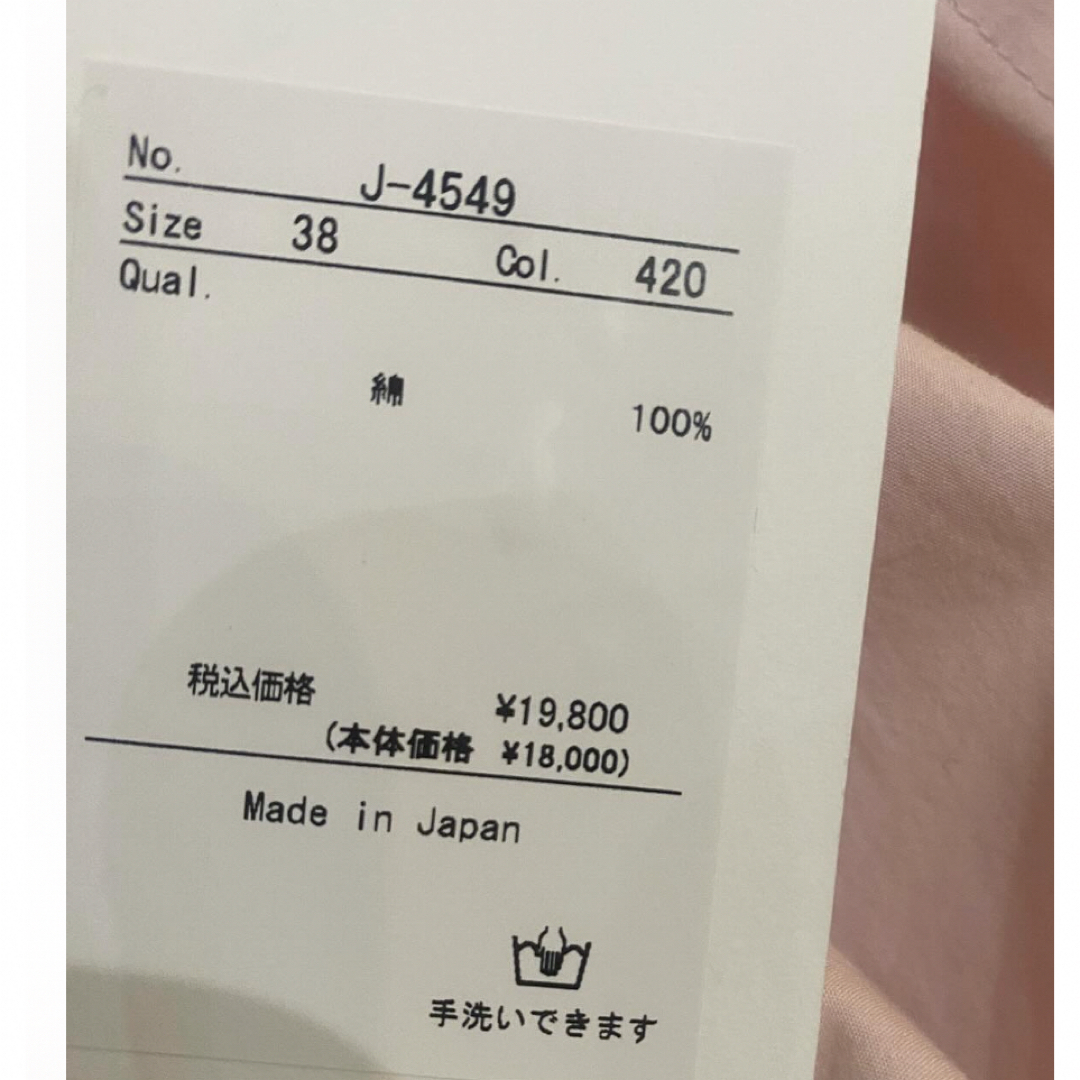 No. J-4549
Size 38 Col. 420
Qual.
綿 100%
税込価格 ¥19,800
(本体価格 ¥18,000)
Made in Japan
手洗いできます